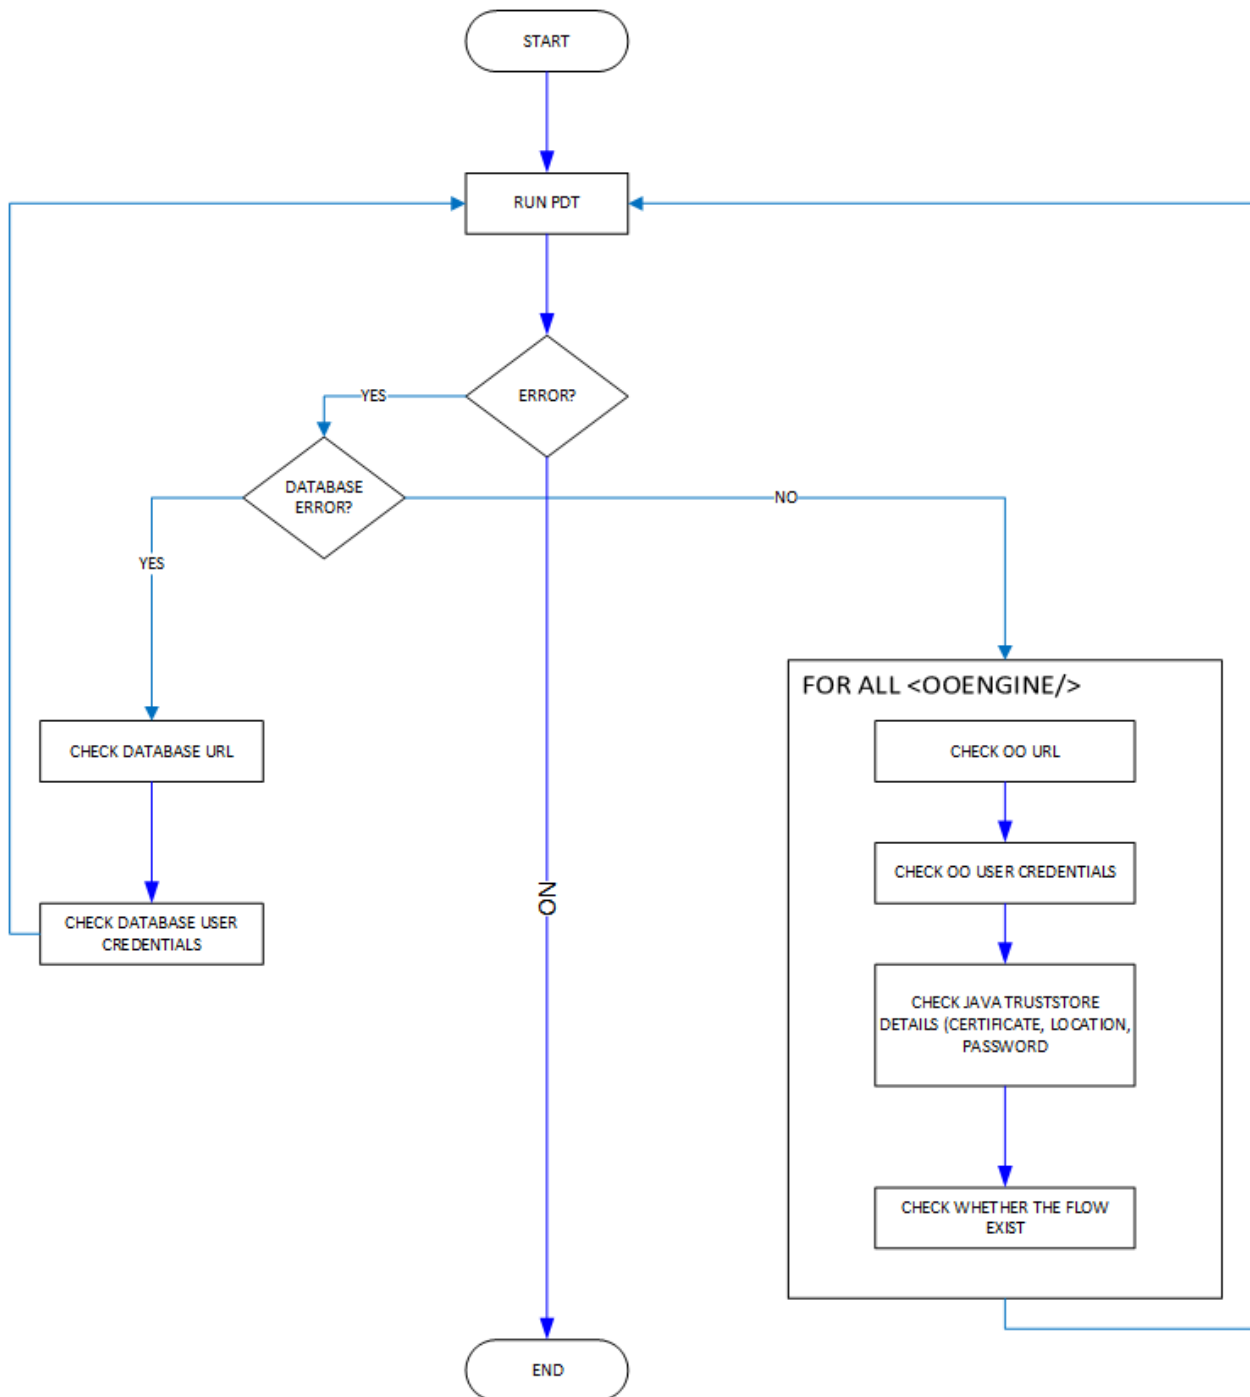 START
RUN PDT
ERROR?
YES
DATABASE
ERROR?
NO
YES
FOR ALL <OOENGINE/>
CHECK DATABASE URL
CHECK OO URL
CHECK OO USER CREDENTIALS
NO
CHECK DATABASE USER
CREDENTIALS
CHECK JAVA TRUSTSTORE
DETAILS (CERTIFICATE, LOCATION,
PASSWORD
CHECK WHETHER THE FLOW
EXIST
END